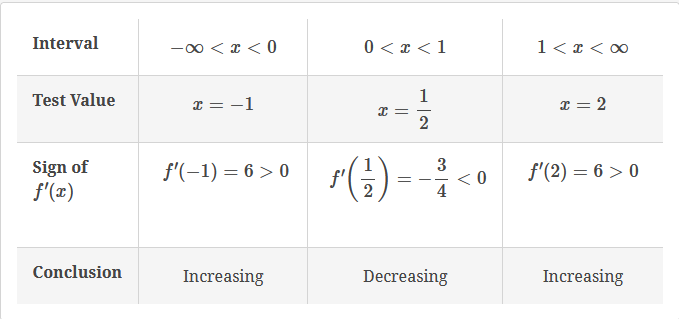 Interval −∞ < x < 0 0 < x < 1 1 < x < ∞
Test Value x = −1 x = 1/2 x = 2
Sign of f′(−1) = 6 > 0 f′(1/2) = −3/4 < 0 f′(2) = 6 > 0
f′(x)
Conclusion Increasing Decreasing Increasing